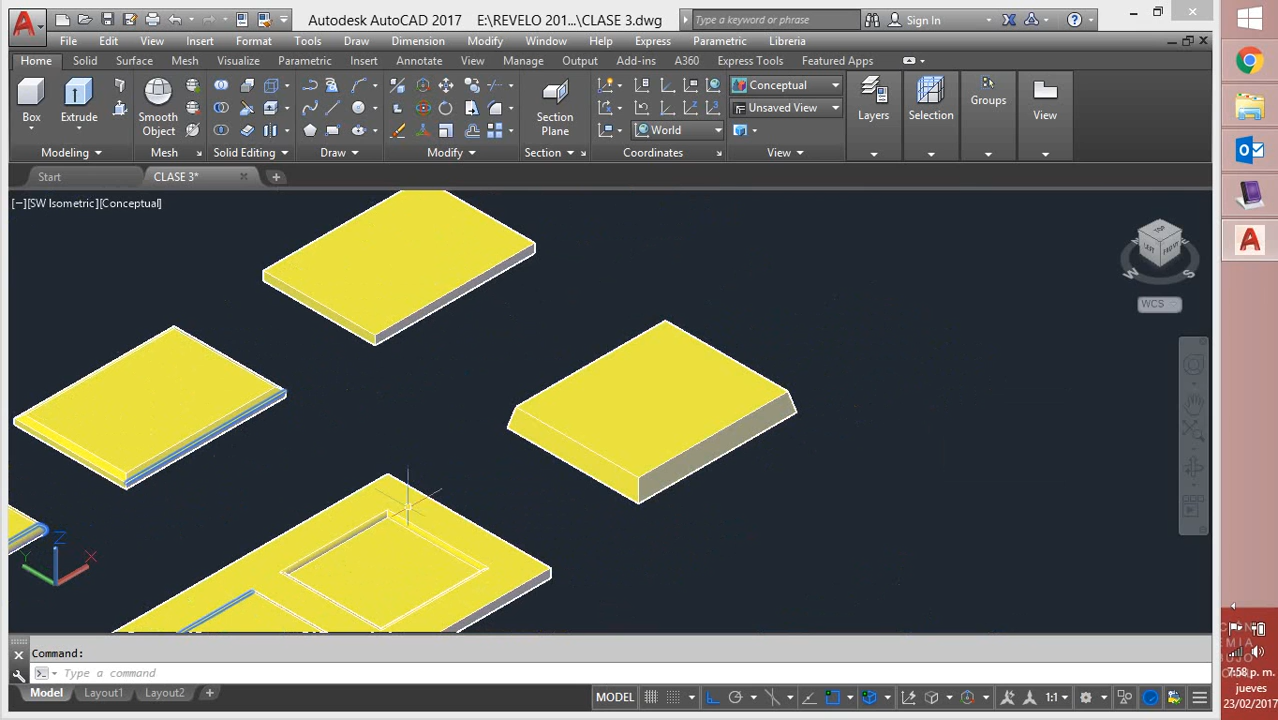 Autodesk AutoCAD 2017 E:\REVELO 201...\CLASE 3.dwg
Type a keyword or phrase
Sign In
File Edit View Insert Format Tools Draw Dimension Modify Window Help Express Parametric Libreria
Home Solid Surface Mesh Visualize Parametric Insert Annotate View Manage Output Add-ins A360 Express Tools Featured Apps
Box
Extrude
Smooth Object
Section Plane
Conceptual
Unsaved View
World
Layers
Selection
Groups
View
Modeling
Mesh
Solid Editing
Draw
Modify
Section
Coordinates
View
Start
CLASE 3*
[−][SW Isometric][Conceptual]
TOP
LEFT
FRONT
W
S
WCS
Z
Y
X
Command:
Type a command
Model Layout1 Layout2
MODEL
1:1
7:58 p. m.
jueves
23/02/2017